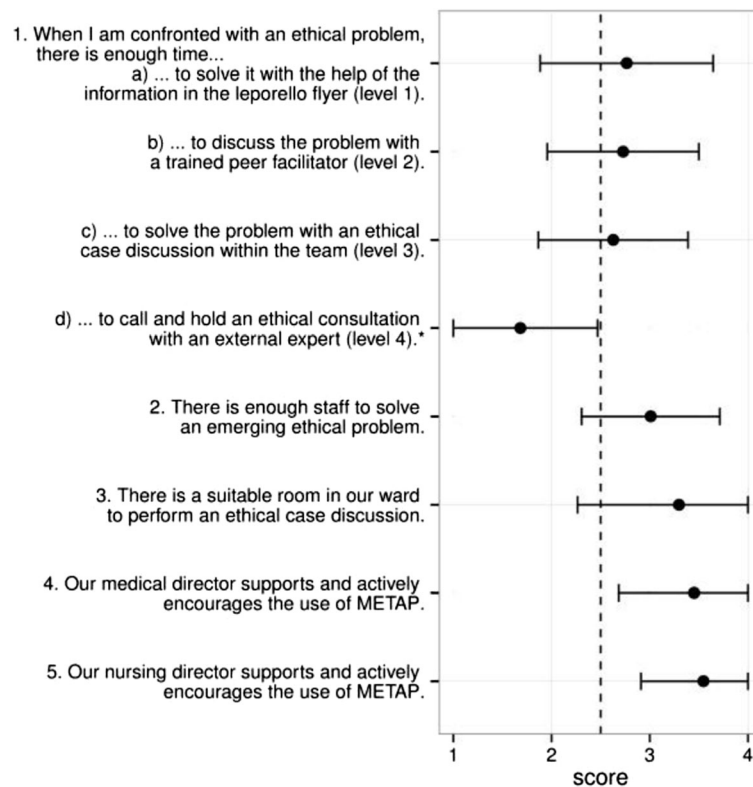 1. When I am confronted with an ethical problem,
there is enough time...
a) ... to solve it with the help of the
information in the leporello flyer (level 1).
b) ... to discuss the problem with
a trained peer facilitator (level 2).
c) ... to solve the problem with an ethical
case discussion within the team (level 3).
d) ... to call and hold an ethical consultation
with an external expert (level 4).*
2. There is enough staff to solve
an emerging ethical problem.
3. There is a suitable room in our ward
to perform an ethical case discussion.
4. Our medical director supports and actively
encourages the use of METAP.
5. Our nursing director supports and actively
encourages the use of METAP.
1 2 3 4
score